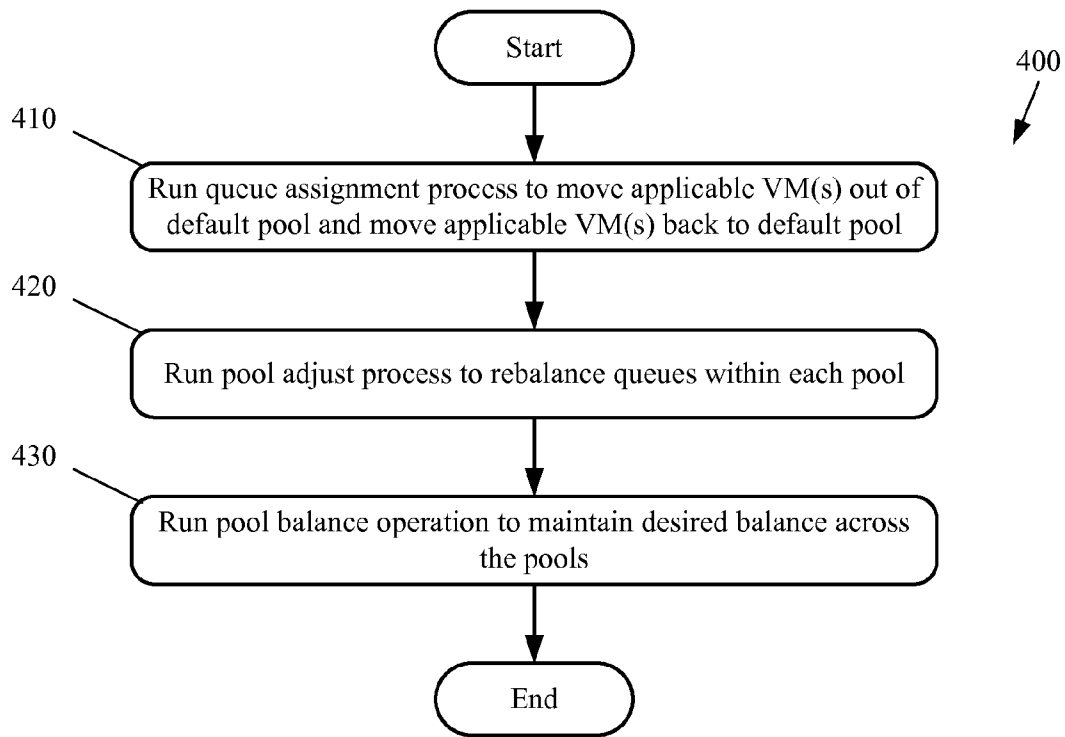 Start
400
410
Run queue assignment process to move applicable VM(s) out of
default pool and move applicable VM(s) back to default pool
420
Run pool adjust process to rebalance queues within each pool
430
Run pool balance operation to maintain desired balance across
the pools
End